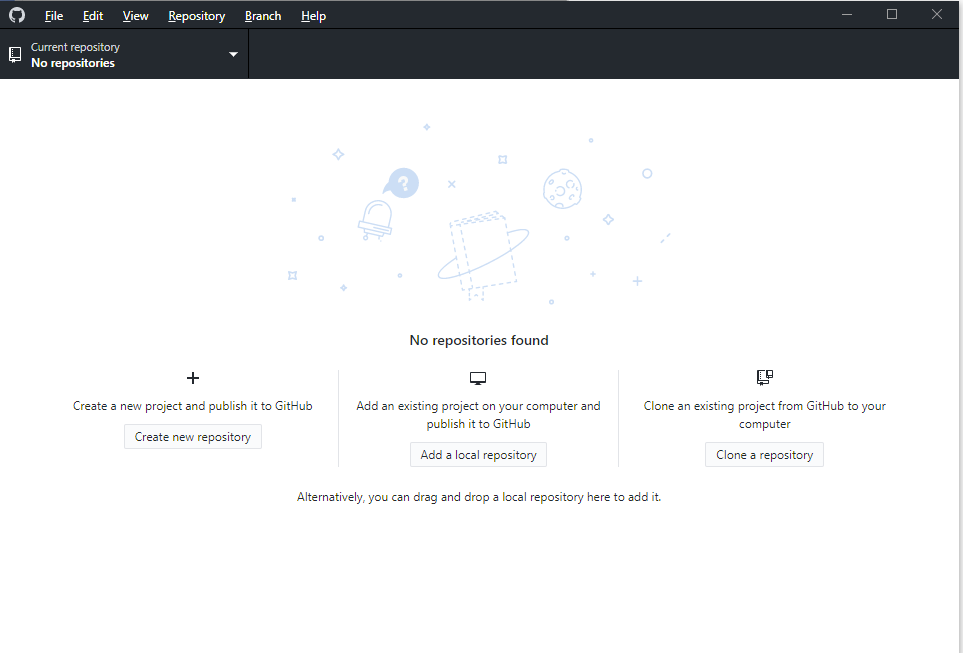 File Edit View Repository Branch Help
Current repository
No repositories
?
No repositories found
Create a new project and publish it to GitHub
Create new repository
Add an existing project on your computer and
publish it to GitHub
Add a local repository
Clone an existing project from GitHub to your
computer
Clone a repository
Alternatively, you can drag and drop a local repository here to add it.